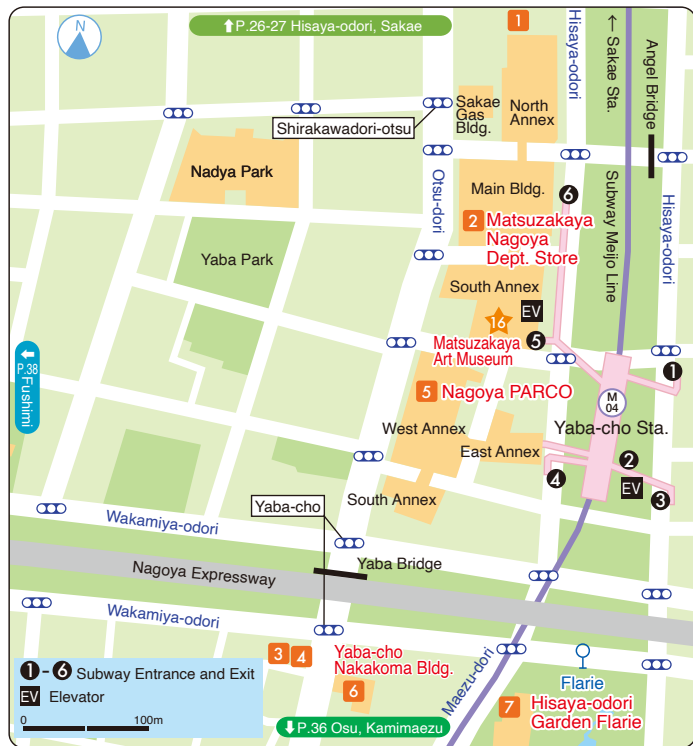 N
↑P.26-27 Hisaya-odori, Sakae
1
Hisaya-odori
← Sakae Sta.
Angel Bridge
Shirakawadori-otsu
Sakae
Gas
Bldg.
North
Annex
Nadya Park
Otsu-dori
Main Bldg.
6
Subway Meijo Line
Hisaya-odori
2 Matsuzakaya
Nagoya
Dept. Store
Yaba Park
South Annex
EV
16
Matsuzakaya
Art Museum
5
1
←
P.38
Fushimi
5 Nagoya PARCO
M
04
Yaba-cho Sta.
West Annex
East Annex
2
4
EV
3
South Annex
Yaba-cho
Wakamiya-odori
Nagoya Expressway
Yaba Bridge
Wakamiya-odori
3
4
Yaba-cho
Nakakoma Bldg.
6
Maezu-dori
Flarie
7 Hisaya-odori
Garden Flarie
1-6 Subway Entrance and Exit
EV Elevator
0 100m
↓P.36 Osu, Kamimaezu